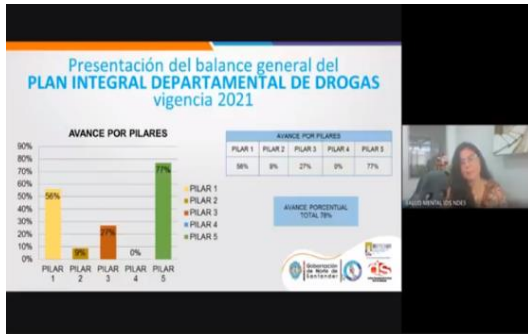 Presentación del balance general del
PLAN INTEGRAL DEPARTAMENTAL DE DROGAS
vigencia 2021
AVANCE POR PILARES
90%
80%
70%
60%
50%
40%
30%
20%
10%
0%
56%
9%
27%
0%
77%
PILAR 1
PILAR 2
PILAR 3
PILAR 4
PILAR 5
PILAR 1
PILAR 2
PILAR 3
PILAR 4
PILAR 5
AVANCE POR PILARES
PILAR 1 PILAR 2 PILAR 3 PILAR 4 PILAR 5
56% 9% 27% 0% 77%
AVANCE PORCENTUAL
TOTAL 78%
Gobernación
de Norte de
Santander
SALUD MENTAL IDS NDES